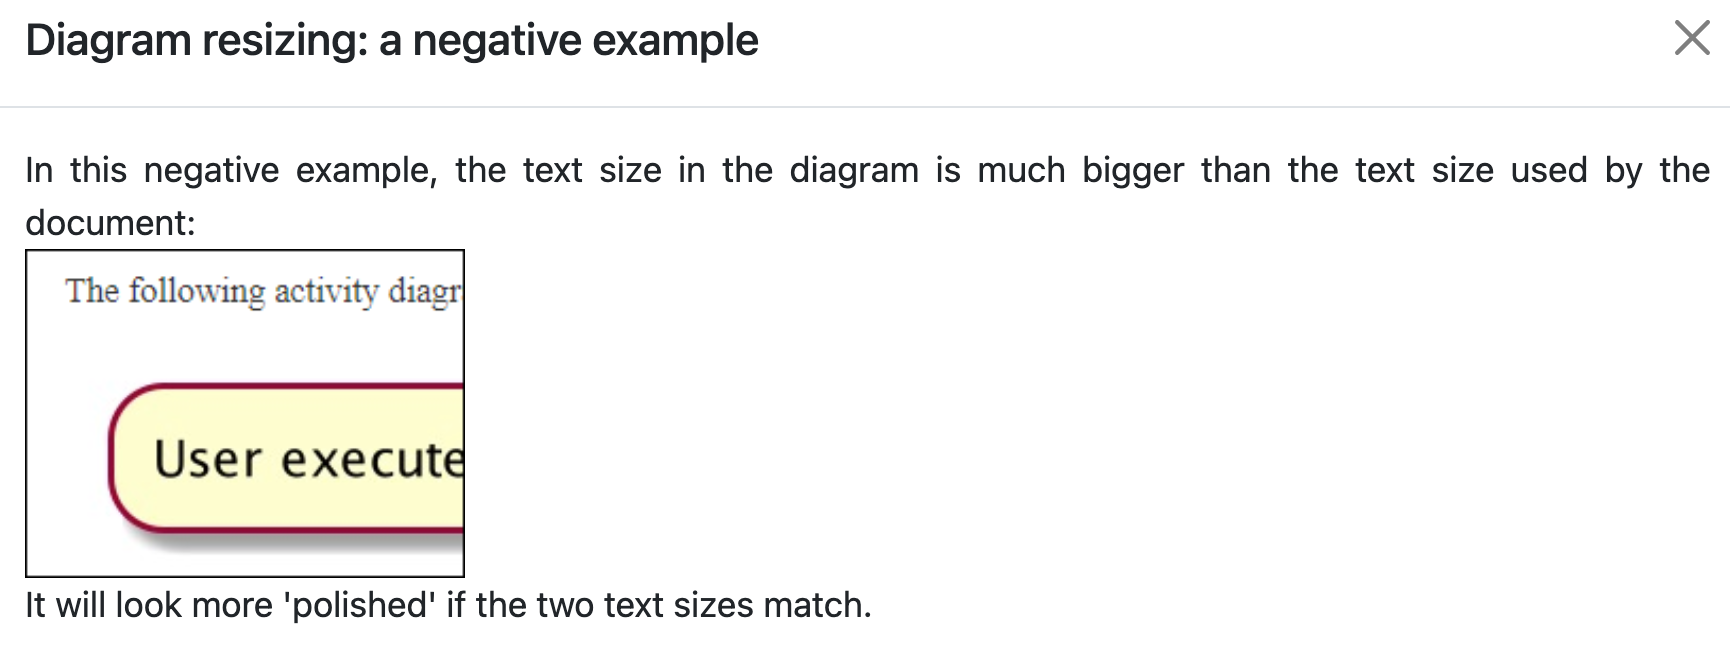 Diagram resizing: a negative example
In this negative example, the text size in the diagram is much bigger than the text size used by the
document:
The following activity diagr
User execute
It will look more 'polished' if the two text sizes match.